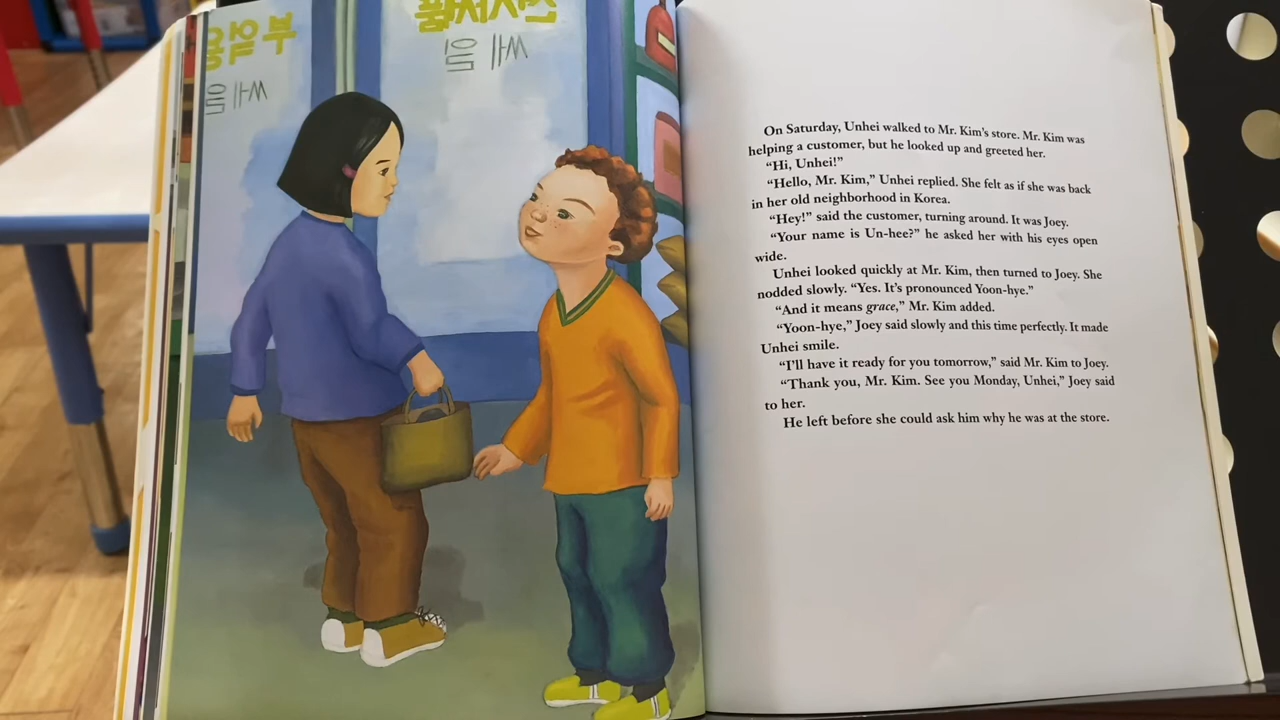 On Saturday, Unhei walked to Mr. Kim's store. Mr. Kim was
helping a customer, but he looked up and greeted her.
“Hi, Unhei!”
“Hello, Mr. Kim,” Unhei replied. She felt as if she was back
in her old neighborhood in Korea.
“Hey!” said the customer, turning around. It was Joey.
“Your name is Un-hee?” he asked her with his eyes open
wide.
Unhei looked quickly at Mr. Kim, then turned to Joey. She
nodded slowly. “Yes. It's pronounced Yoon-hye.”
“And it means grace,” Mr. Kim added.
“Yoon-hye,” Joey said slowly and this time perfectly. It made
Unhei smile.
“I'll have it ready for you tomorrow,” said Mr. Kim to Joey.
“Thank you, Mr. Kim. See you Monday, Unhei,” Joey said
to her.
He left before she could ask him why he was at the store.